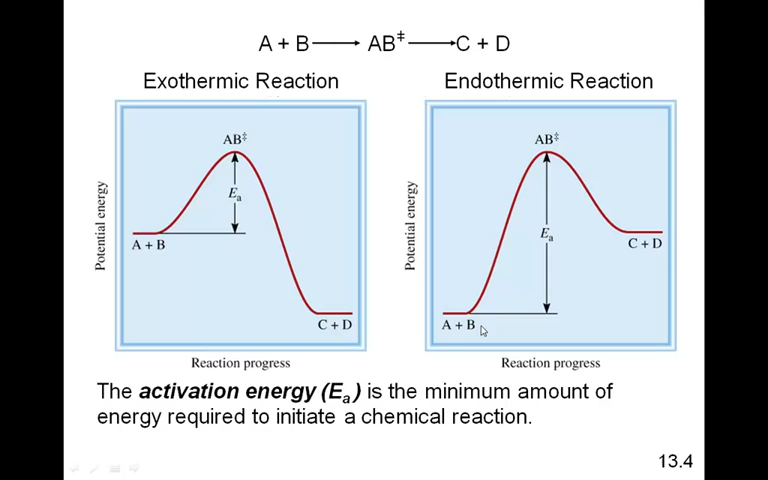 A + B ⟶ AB‡ ⟶ C + D
Exothermic Reaction
Endothermic Reaction
Potential energy
AB‡
Ea
A + B
C + D
Reaction progress
Potential energy
AB‡
Ea
C + D
A + B
Reaction progress
The activation energy (Ea) is the minimum amount of
energy required to initiate a chemical reaction.
13.4